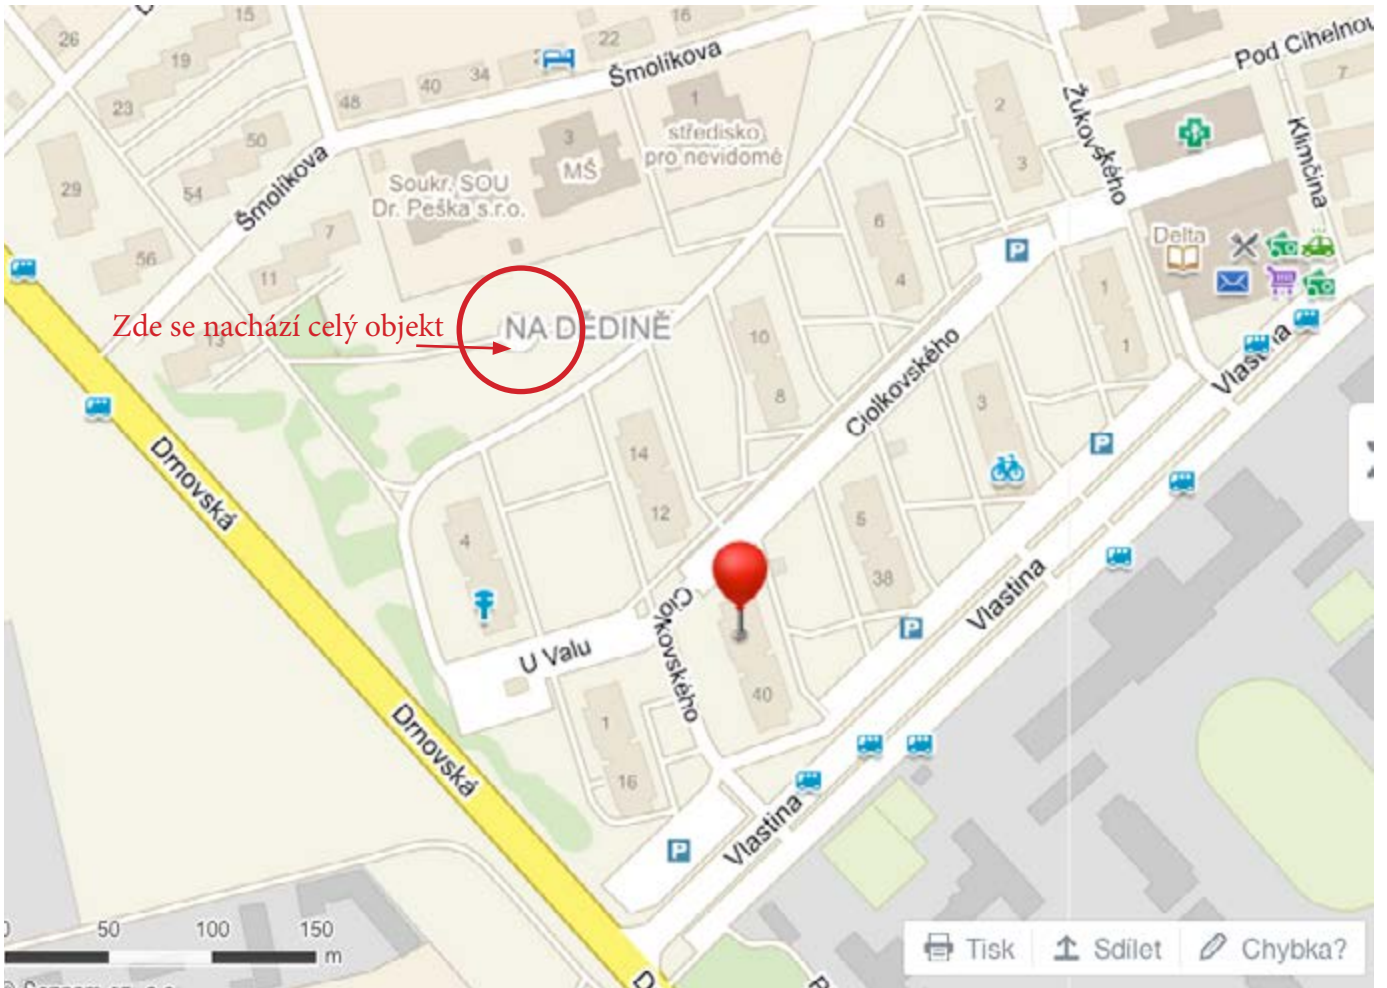 15
26
19
23
22
16
34
40
48
Šmolíkova
Pod Cihelnou
7
50
54
29
56
Šmolíkova
Soukr. SOU
Dr. Peška s.r.o.
3
MŠ
1
středisko
pro nevidomé
2
3
Žukovského
Klimčina
7
11
13
6
4
Delta
P
Zde se nachází celý objekt
NA DĚDINĚ
10
8
1
1
Ciolkovského
3
Vlastina
P
Drnovská
14
12
4
5
38
P
Vlastina
U Valu
Ciolkovského
40
1
16
Drnovská
P
Vlastina
0 50 100 150
m
Tisk
Sdílet
Chybka?